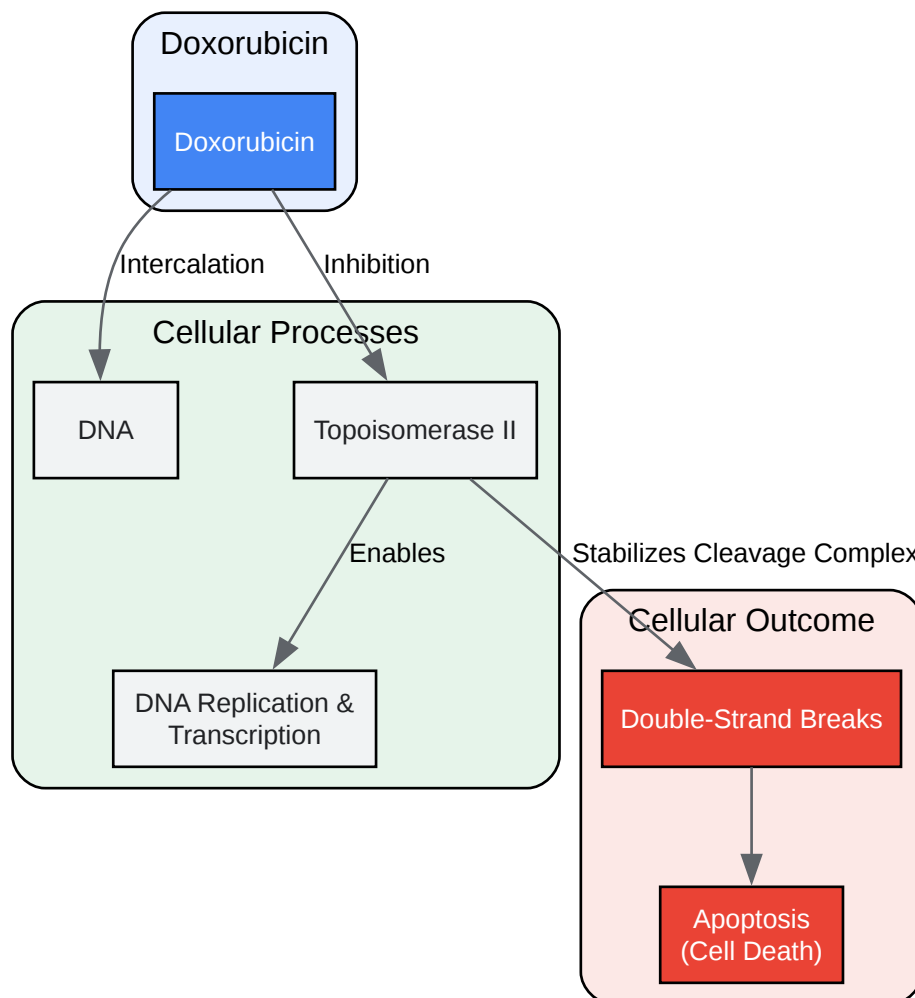 Doxorubicin
Doxorubicin
Intercalation
Inhibition
Cellular Processes
DNA
Topoisomerase II
Enables
Stabilizes Cleavage Complex
Cellular Outcome
DNA Replication &
Transcription
Double-Strand Breaks
Apoptosis
(Cell Death)